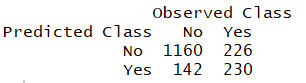 Observed Class
Predicted Class No Yes
No 1160 226
Yes 142 230